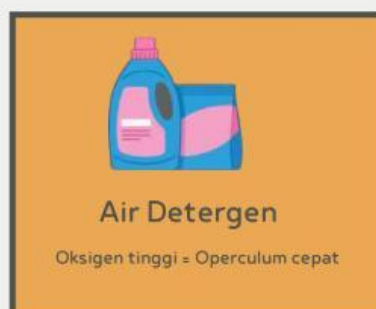 Air Detergen
Oksigen tinggi = Operculum cepat